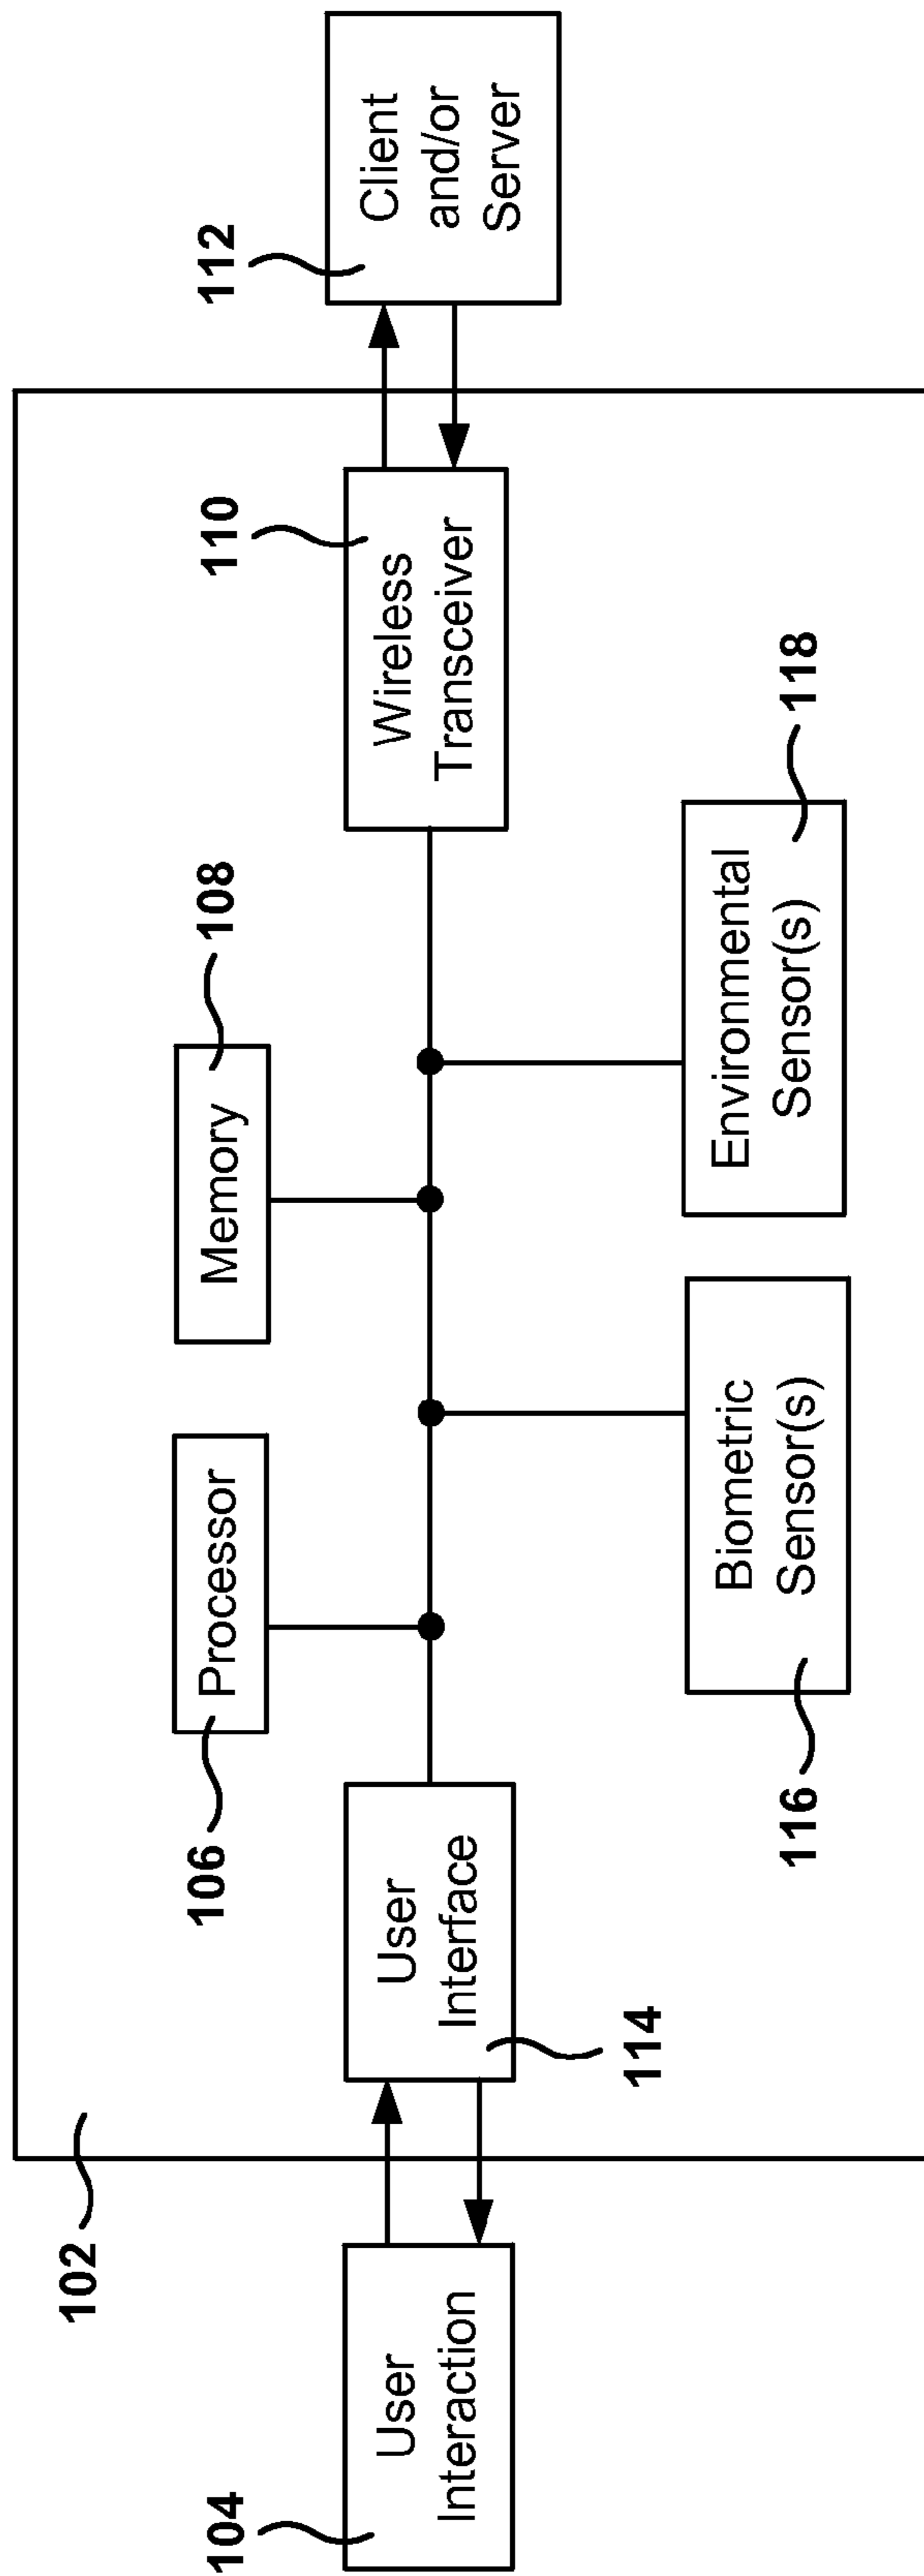 102
104
User
Interaction
114
User
Interface
106
Processor
108
Memory
110
Wireless
Transceiver
112
Client
and/or
Server
116
Biometric
Sensor(s)
118
Environmental
Sensor(s)